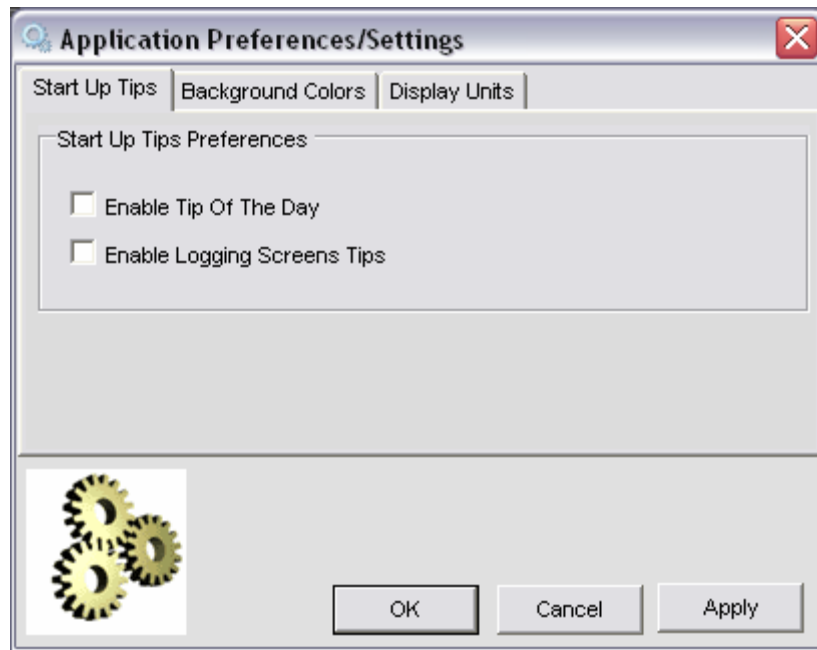 Application Preferences/Settings
Start Up Tips
Background Colors
Display Units
Start Up Tips Preferences
Enable Tip Of The Day
Enable Logging Screens Tips
OK
Cancel
Apply